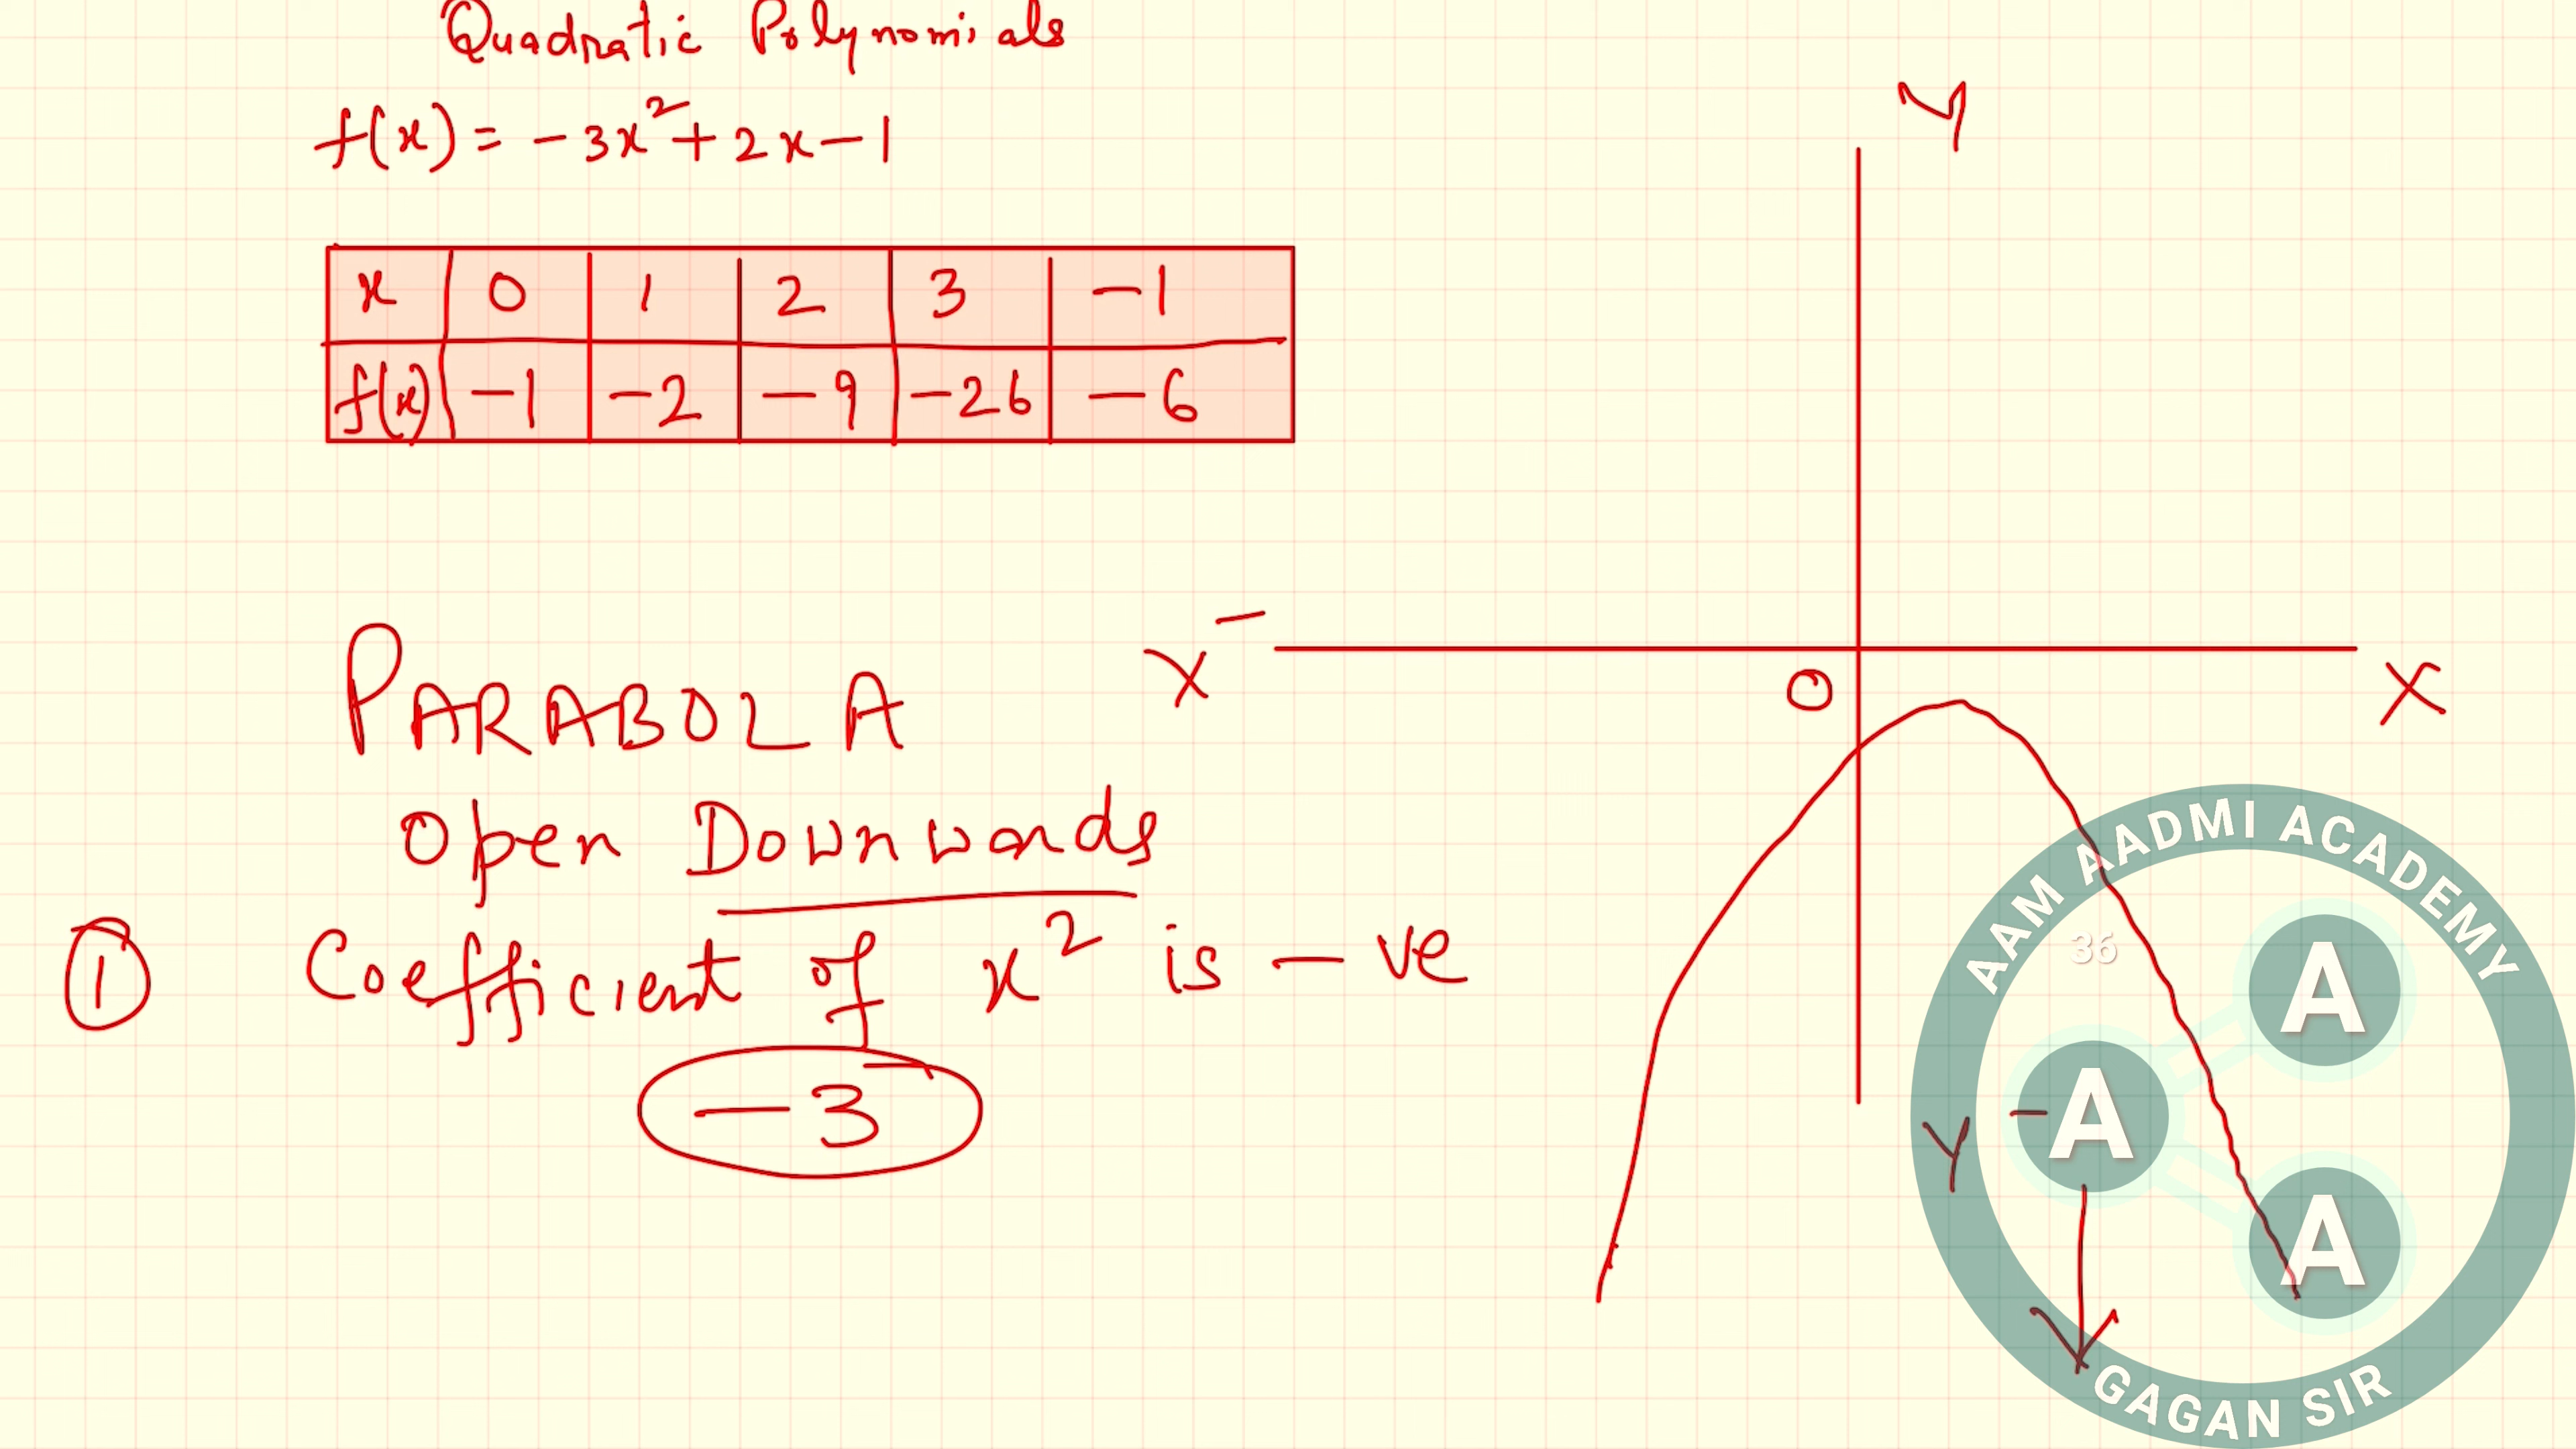 Quadratic Polynomials
f(x) = -3x²+2x-1
x 0 1 2 3 -1
f(x) -1 -2 -9 -26 -6
PARABOLA
Open Downwards
① Coefficient of x² is - ve
-3
Y
X⁻ O X
Y⁻
AAM AADMI ACADEMY
36
A
A
A
GAGAN SIR